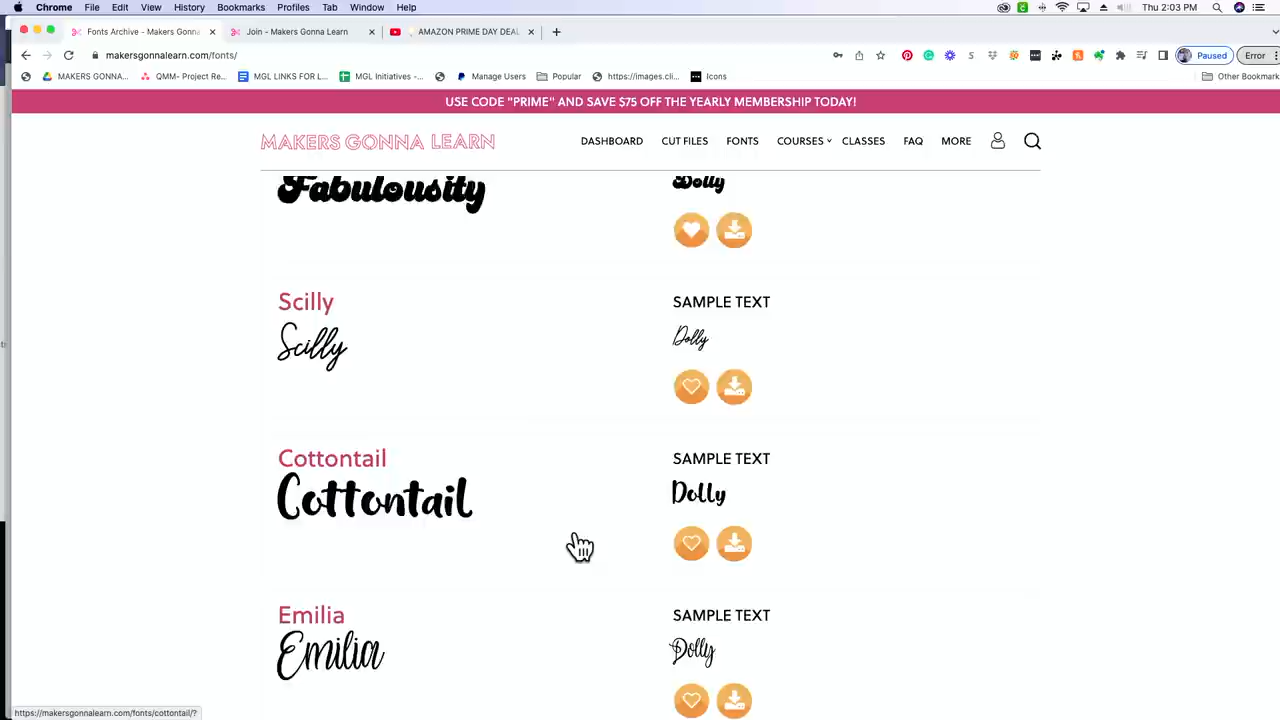 Chrome File Edit View History Bookmarks Profiles Tab Window Help Thu 2:03 PM
Fonts Archive - Makers Gonna Join - Makers Gonna Learn AMAZON PRIME DAY DEAL
makersgonnalearn.com/fonts/ Paused Error
MAKERS GONNA... QMM- Project Re... MGL LINKS FOR L... MGL Initiatives -... Manage Users Popular https://images.cli... Icons Other Bookmark
USE CODE "PRIME" AND SAVE $75 OFF THE YEARLY MEMBERSHIP TODAY!
MAKERS GONNA LEARN DASHBOARD CUT FILES FONTS COURSES CLASSES FAQ MORE
Fabulousity Dolly
Scilly SAMPLE TEXT
Scilly Dolly
Cottontail SAMPLE TEXT
Cottontail Dolly
Emilia SAMPLE TEXT
Emilia Dolly
https://makersgonnalearn.com/fonts/cottontail/?